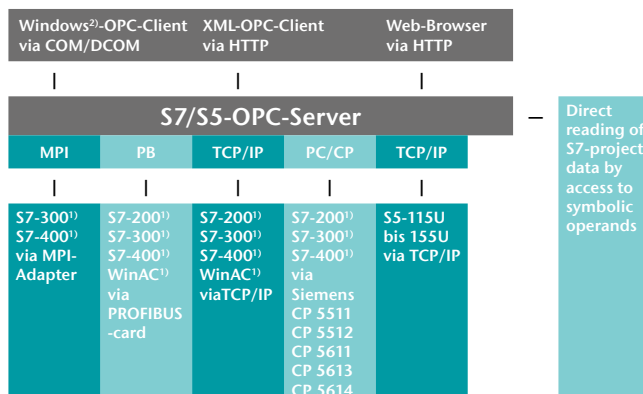 Windows2)-OPC-Client
via COM/DCOM
XML-OPC-Client
via HTTP
Web-Browser
via HTTP
S7/S5-OPC-Server
MPI
PB
TCP/IP
PC/CP
TCP/IP
S7-3001)
S7-4001)
via MPI-
Adapter
S7-2001)
S7-3001)
S7-4001)
WinAC1)
via
PROFIBUS
-card
S7-2001)
S7-3001)
S7-4001)
WinAC1)
viaTCP/IP
S7-2001)
S7-3001)
S7-4001)
via
Siemens
CP 5511
CP 5512
CP 5611
CP 5613
CP 5614
S5-115U
bis 155U
via TCP/IP
Direct
reading of
S7-project
data by
access to
symbolic
operands